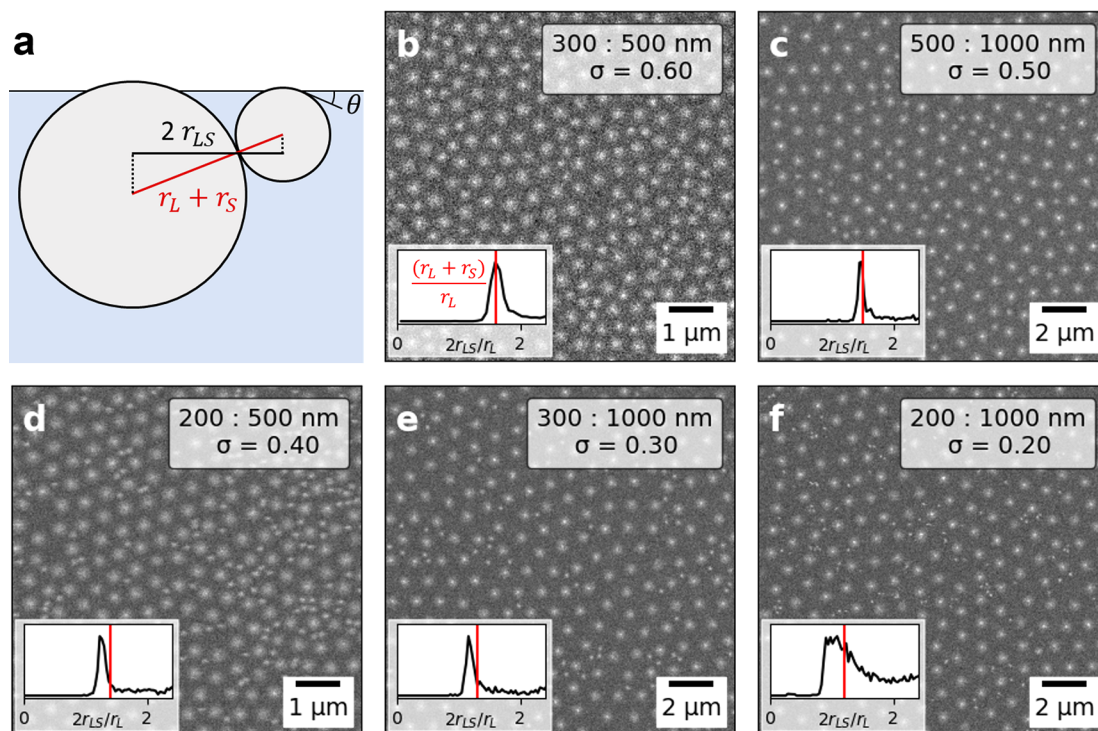 a
θ
2 r_LS
r_L + r_S
b
300 : 500 nm
σ = 0.60
(r_L + r_S)
r_L
0
2r_LS/r_L
2
1 μm
c
500 : 1000 nm
σ = 0.50
0
2r_LS/r_L
2
2 μm
d
200 : 500 nm
σ = 0.40
0
2r_LS/r_L
2
1 μm
e
300 : 1000 nm
σ = 0.30
0
2r_LS/r_L
2
2 μm
f
200 : 1000 nm
σ = 0.20
0
2r_LS/r_L
2
2 μm